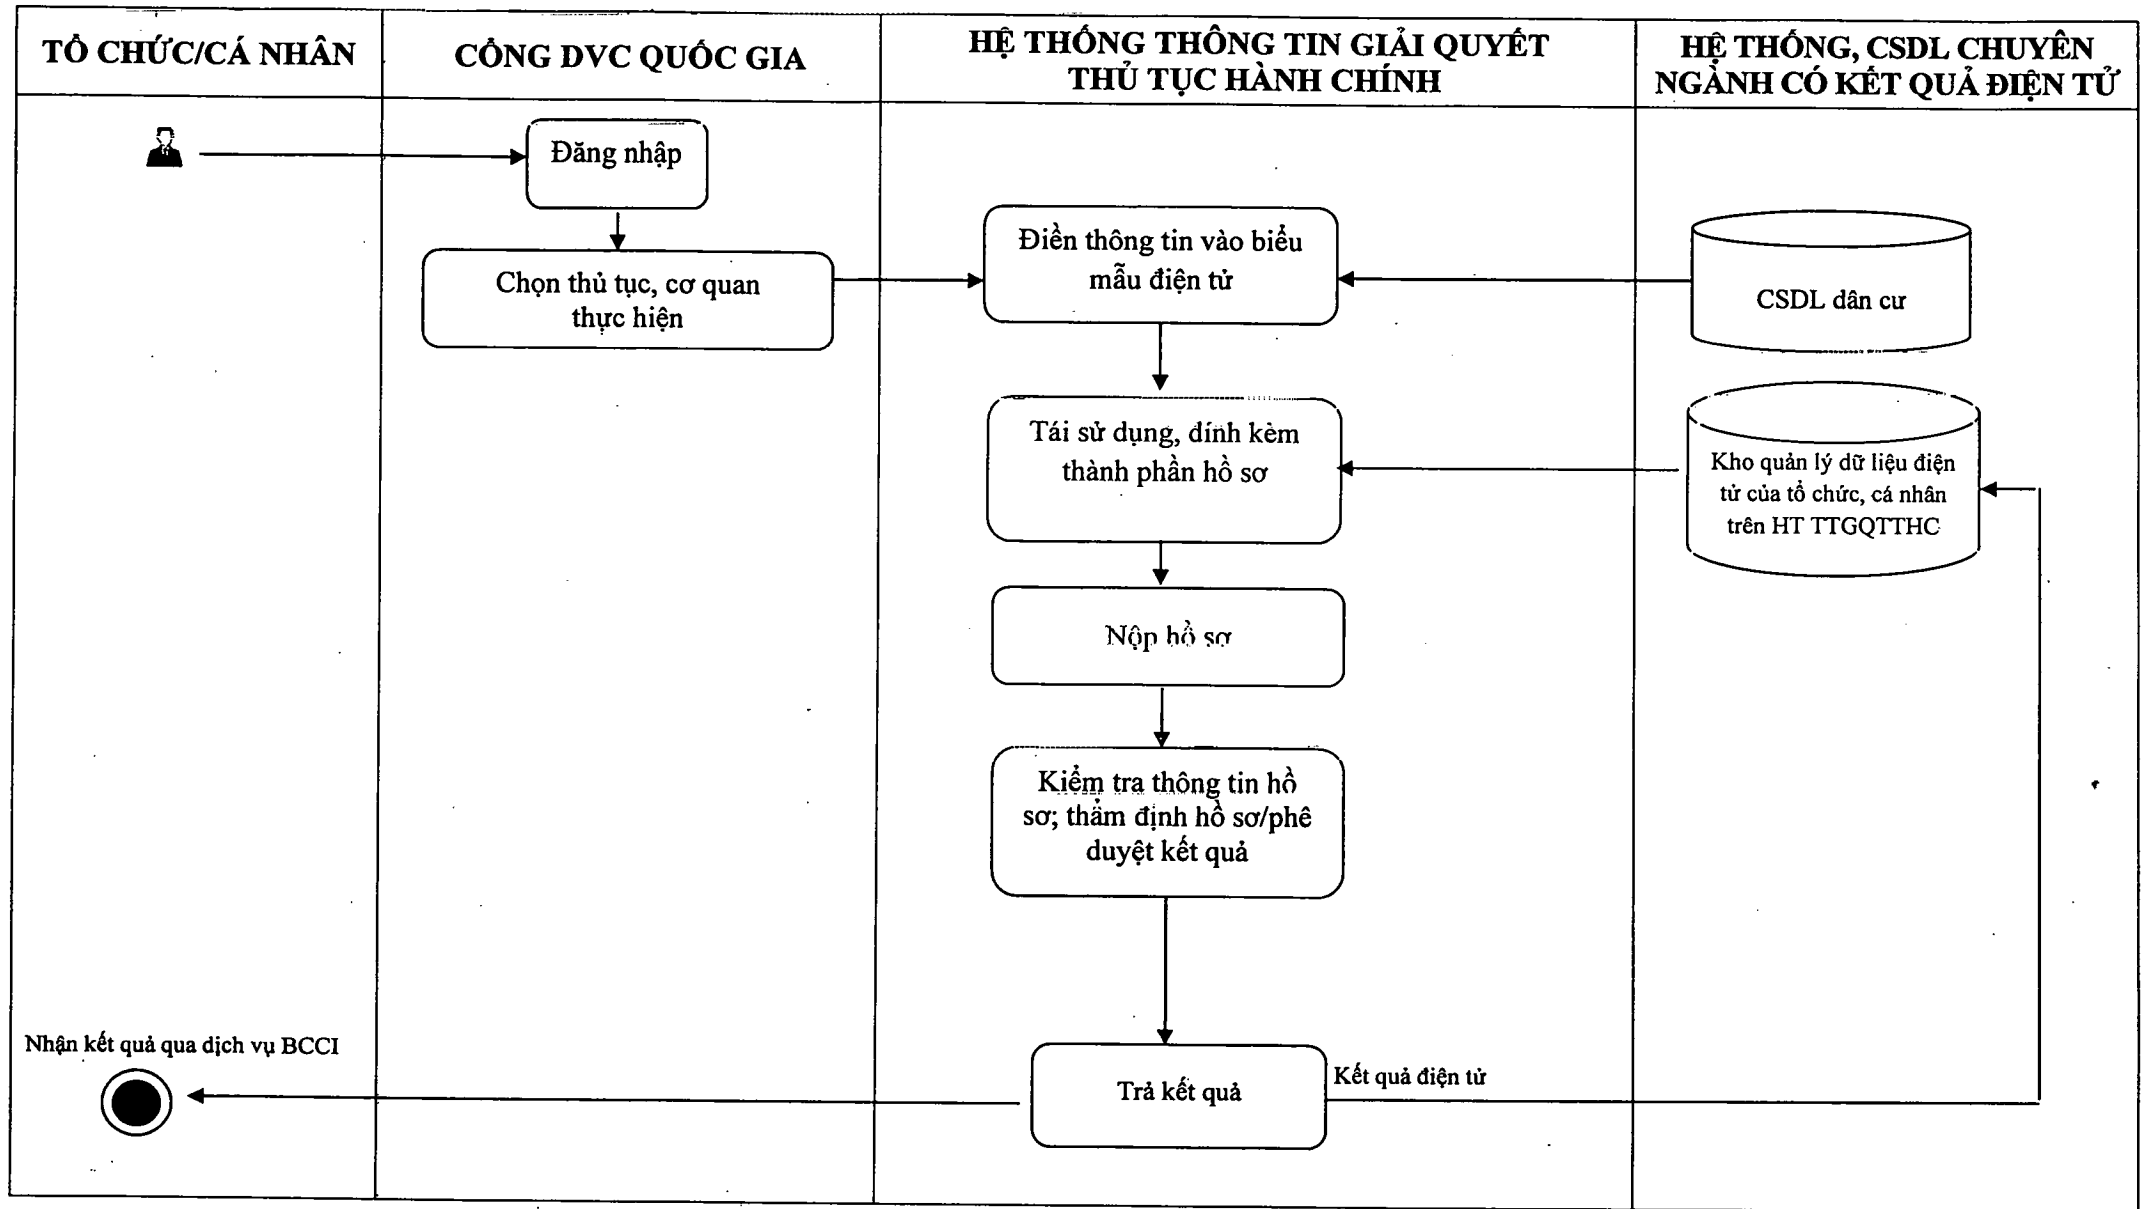 TỔ CHỨC/CÁ NHÂN
CỔNG DVC QUỐC GIA
HỆ THỐNG THÔNG TIN GIẢI QUYẾT
THỦ TỤC HÀNH CHÍNH
HỆ THỐNG, CSDL CHUYÊN
NGÀNH CÓ KẾT QUẢ ĐIỆN TỬ
Đăng nhập
Chọn thủ tục, cơ quan
thực hiện
Điền thông tin vào biểu
mẫu điện tử
CSDL dân cư
Tái sử dụng, đính kèm
thành phần hồ sơ
Kho quản lý dữ liệu điện
tử của tổ chức, cá nhân
trên HT TTGQTTHC
Nộp hồ sơ
Kiểm tra thông tin hồ
sơ; thẩm định hồ sơ/phê
duyệt kết quả
Nhận kết quả qua dịch vụ BCCI
Trả kết quả
Kết quả điện tử